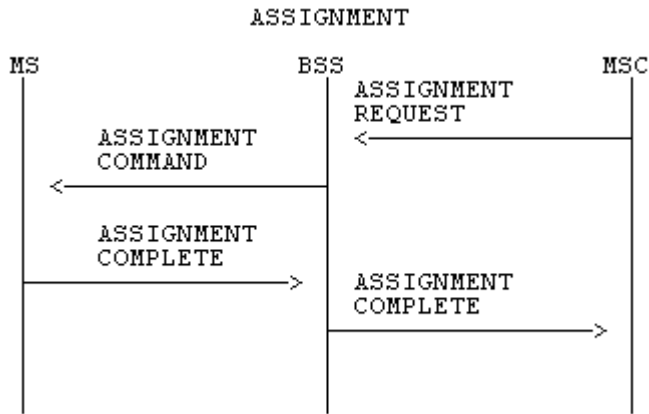 ASSIGNMENT
MS BSS MSC
ASSIGNMENT
REQUEST
ASSIGNMENT
COMMAND
ASSIGNMENT
COMPLETE
ASSIGNMENT
COMPLETE